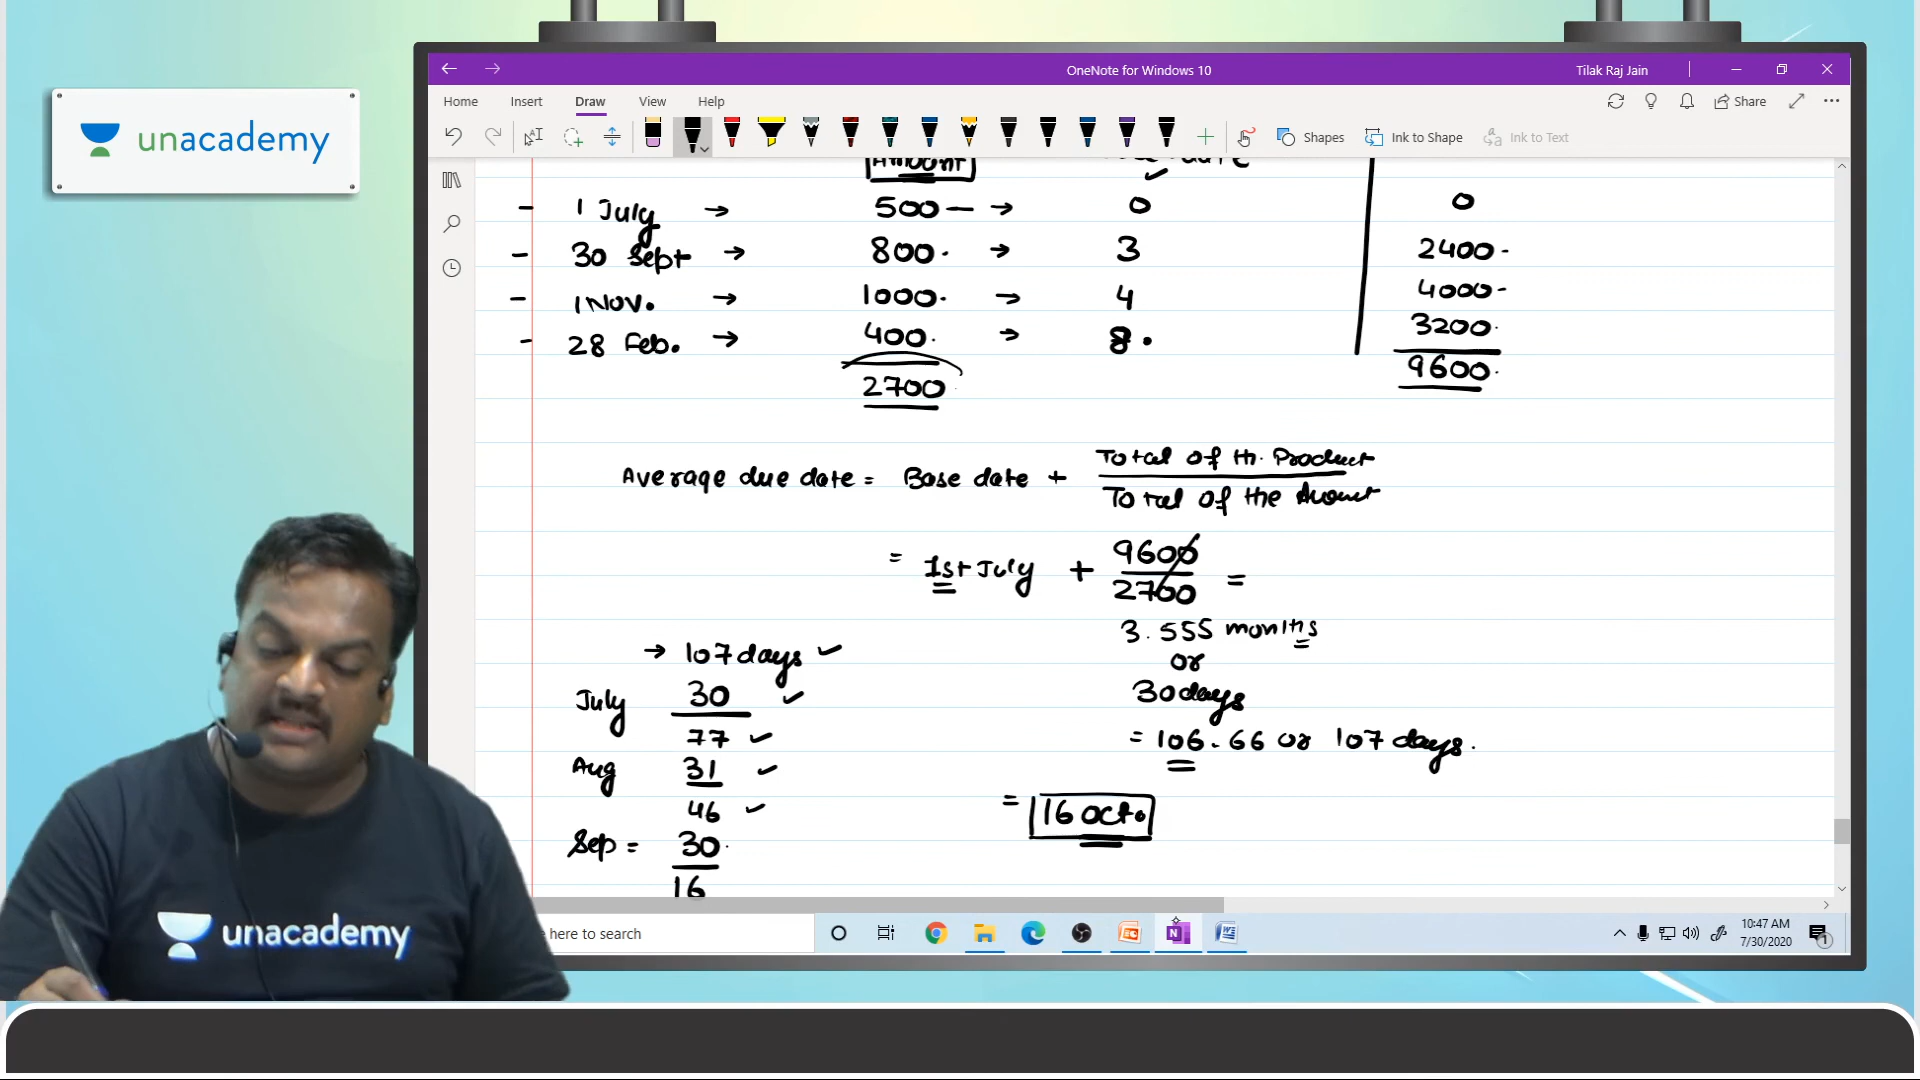 OneNote for Windows 10
Tilak Raj Jain
unacademy
Home Insert Draw View Help
Share
Shapes
Ink to Shape
Ink to Text
Amount
- 1 July → 500 — → 0 0
- 30 Sept → 800. → 3 2400 -
- 1 Nov. → 1000. → 4 4000 -
- 28 Feb. → 400. → 8. 3200.
2700 9600.
Average due date = Base date + Total of th. Product
Total of the Amount
= 1st July + 9600
2700 =
3.555 months
or
30 days
= 106.66 or 107 days.
= 16 Octo
→ 107 days ✓
July 30 ✓
77 ✓
Aug 31 ✓
46 ✓
Sep = 30.
16
unacademy
here to search
10:47 AM
7/30/2020
1